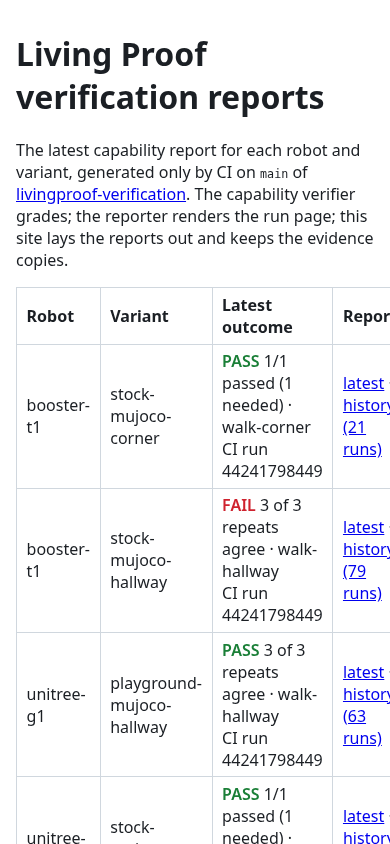 Living Proof
verification reports
The latest capability report for each robot and
variant, generated only by CI on main of
livingproof-verification. The capability verifier
grades; the reporter renders the run page; this
site lays the reports out and keeps the evidence
copies.
Robot Variant Latest outcome
booster-t1 stock-mujoco-corner PASS 1/1 passed (1 needed) · walk-corner CI run 44241798449 latest history (21 runs)
booster-t1 stock-mujoco-hallway FAIL 3 of 3 repeats agree · walk-hallway CI run 44241798449 latest history (79 runs)
unitree-g1 playground-mujoco-hallway PASS 3 of 3 repeats agree · walk-hallway CI run 44241798449 latest history (63 runs)
unitree- stock- PASS 1/1 passed (1 needed) · latest history